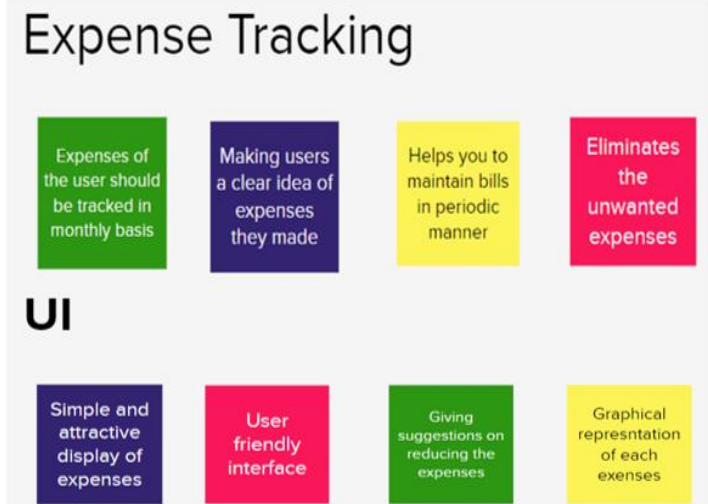 Expense Tracking
Expenses of
the user should
be tracked in
monthly basis
Making users
a clear idea of
expenses
they made
Helps you to
maintain bills
in periodic
manner
Eliminates
the
unwanted
expenses
UI
Simple and
attractive
display of
expenses
User
friendly
interface
Giving
suggestions on
reducing the
expenses
Graphical
represntation
of each
exenses